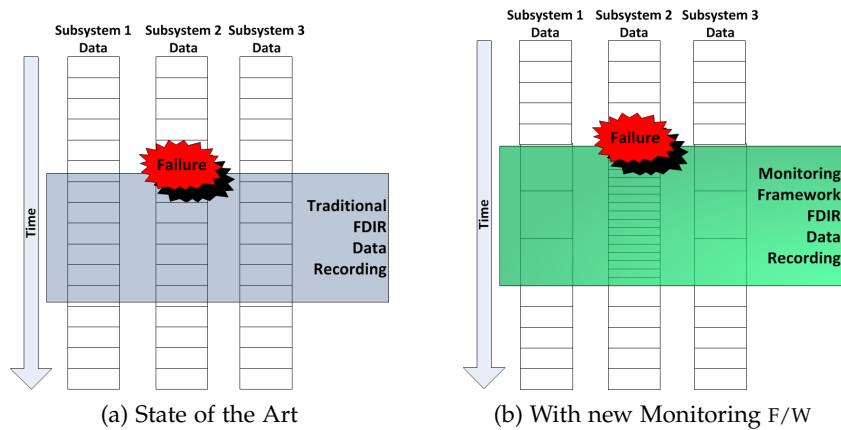 Subsystem 1 Subsystem 2 Subsystem 3
Data Data Data
Failure
Time
Traditional
FDIR
Data
Recording
(a) State of the Art
Subsystem 1 Subsystem 2 Subsystem 3
Data Data Data
Failure
Time
Monitoring
Framework
FDIR
Data
Recording
(b) With new Monitoring F/W